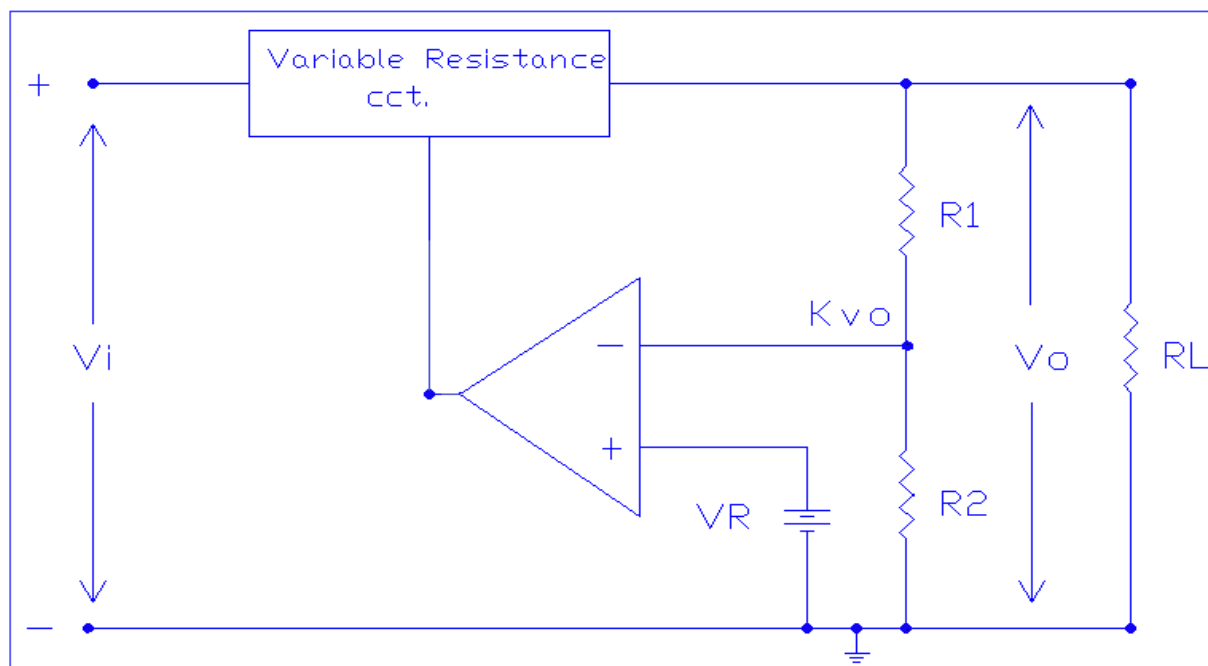 Variable Resistance
cct.
+
R1
Kvo
Vi
−
Vo
RL
+
VR
R2
−